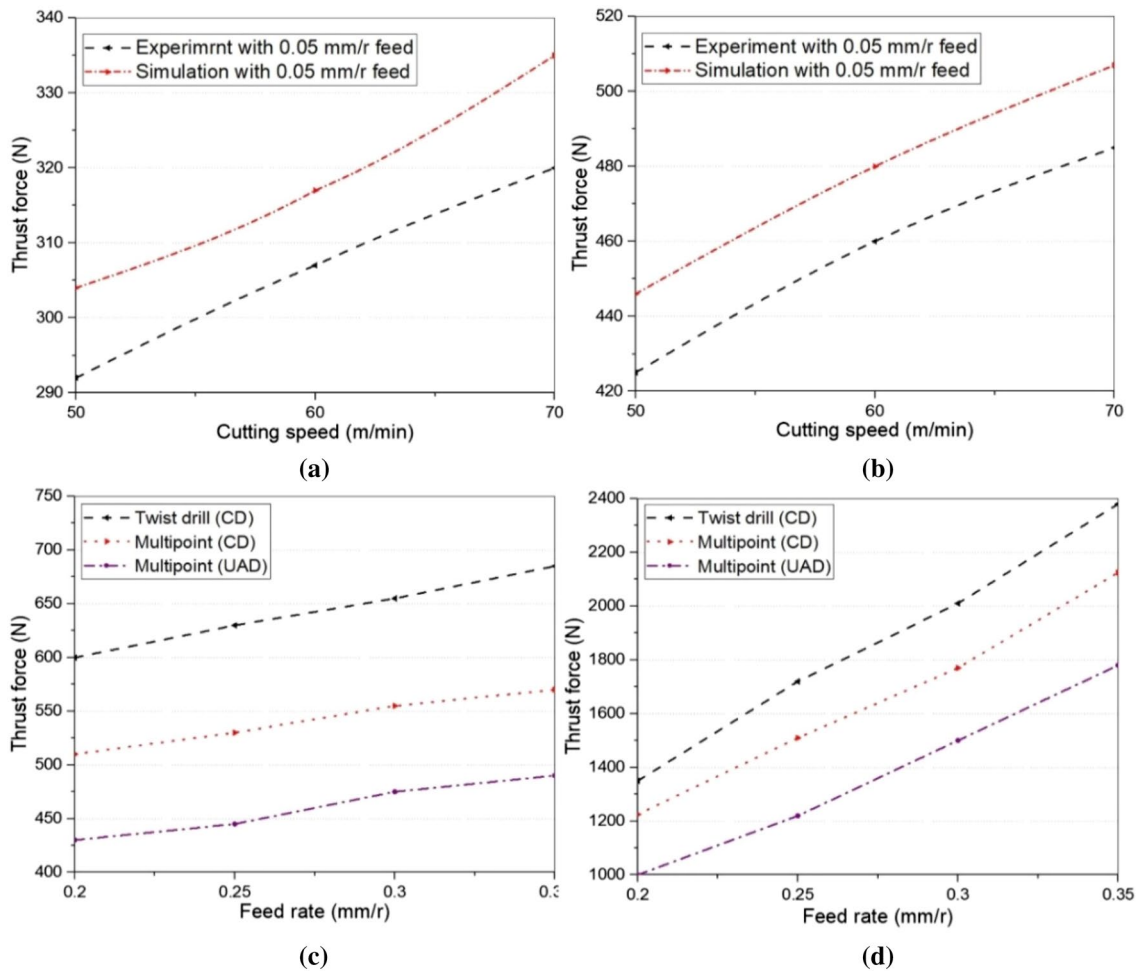 340
330
320
310
300
290
Thrust force (N)
Experimrnt with 0.05 mm/r feed
Simulation with 0.05 mm/r feed
50
60
70
Cutting speed (m/min)
(a)
520
500
480
460
440
420
Thrust force (N)
Experiment with 0.05 mm/r feed
Simulation with 0.05 mm/r feed
50
60
70
Cutting speed (m/min)
(b)
750
700
650
600
550
500
450
400
Thrust force (N)
Twist drill (CD)
Multipoint (CD)
Multipoint (UAD)
0.2
0.25
0.3
Feed rate (mm/r)
(c)
2400
2200
2000
1800
1600
1400
1200
1000
Thrust force (N)
Twist drill (CD)
Multipoint (CD)
Multipoint (UAD)
0.2
0.25
0.3
0.35
Feed rate (mm/r)
(d)